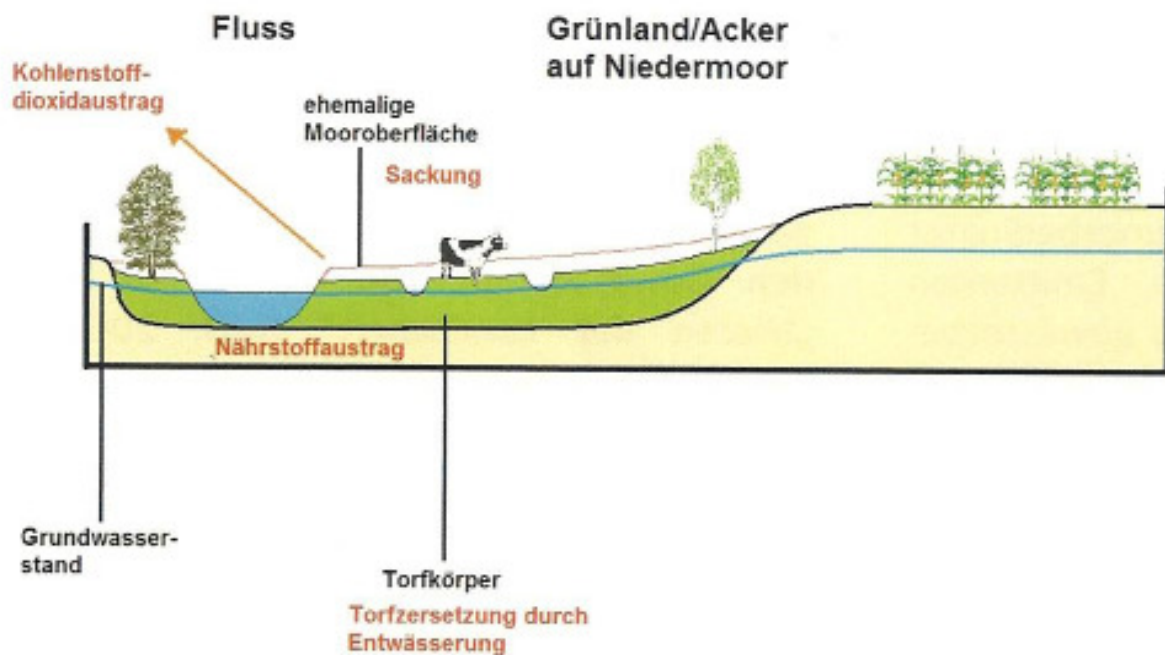 Fluss
Grünland/Acker
auf Niedermoor
Kohlenstoff-
dioxidaustrag
ehemalige
Mooroberfläche
Sackung
Nährstoffaustrag
Grundwasser-
stand
Torfkörper
Torfzersetzung durch
Entwässerung